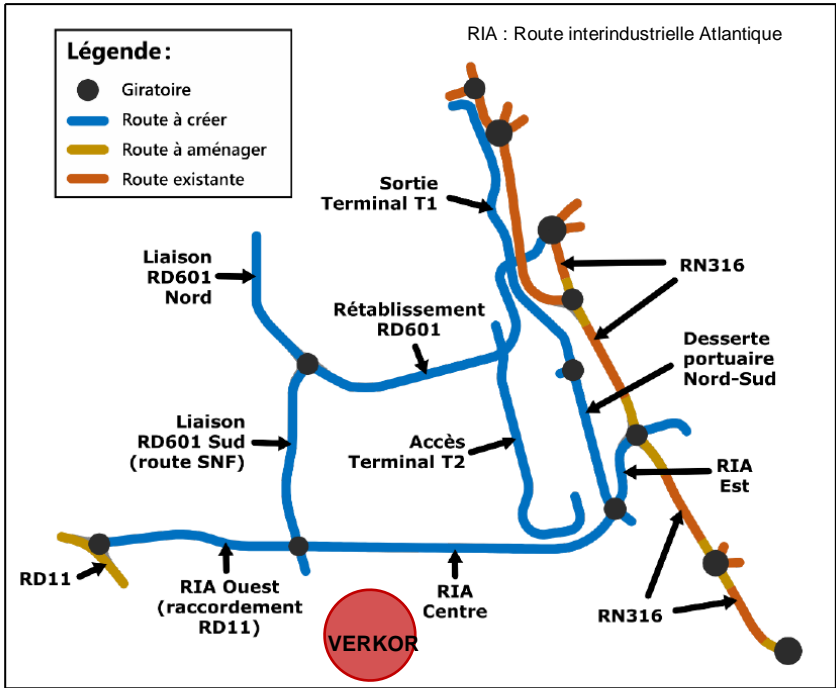 RIA : Route interindustrielle Atlantique
Légende :
Giratoire
Route à créer
Route à aménager
Route existante
Sortie
Terminal T1
Liaison
RD601
Nord
RN316
Rétablissement
RD601
Desserte
portuaire
Nord-Sud
Liaison
RD601 Sud
(route SNF)
Accès
Terminal T2
RIA
Est
RD11
RIA Ouest
(raccordement
RD11)
RIA
Centre
RN316
VERKOR